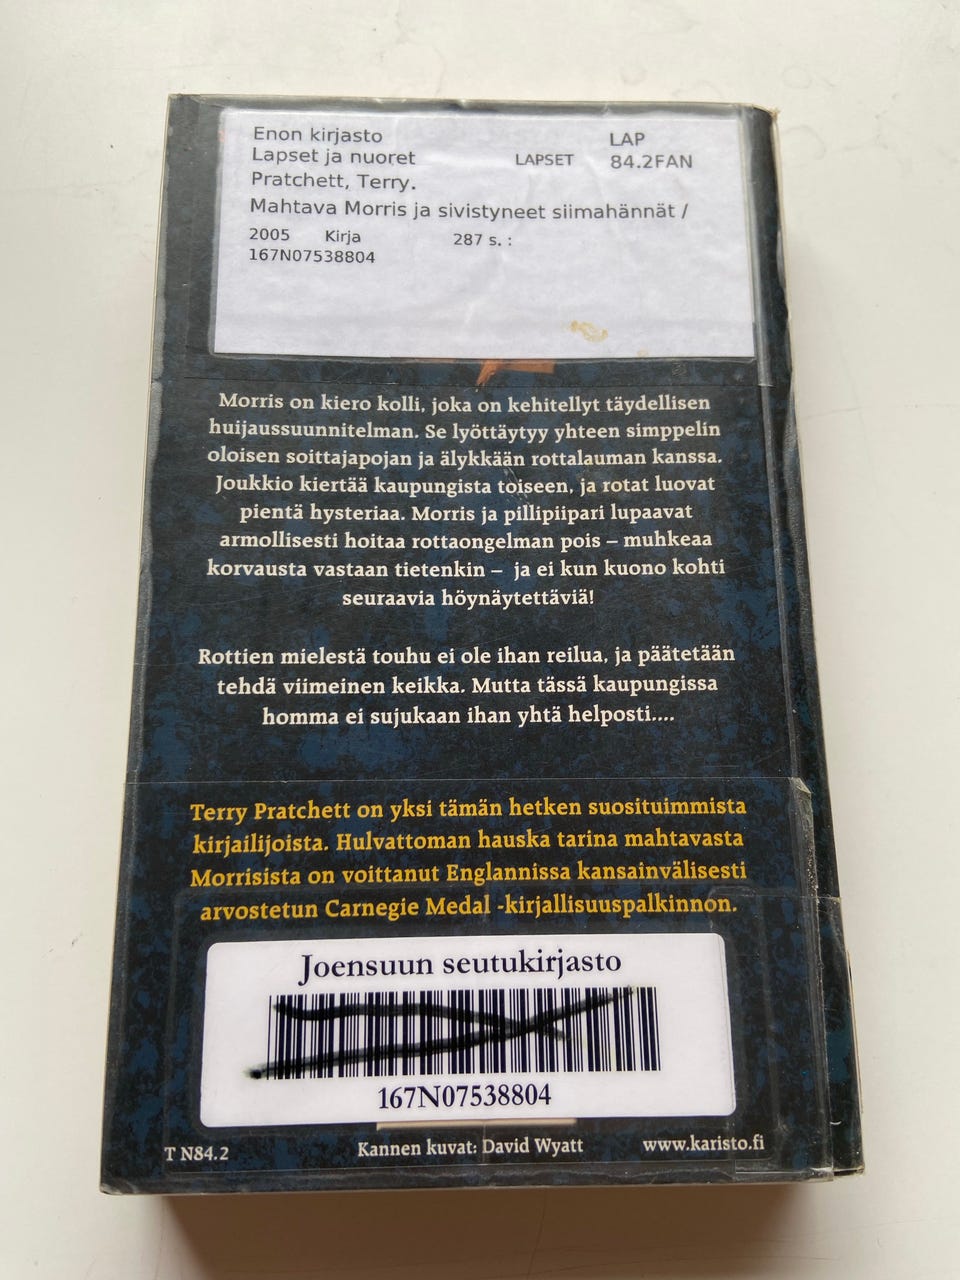 Enon kirjasto LAP
Lapset ja nuoret LAPSET 84.2FAN
Pratchett, Terry.
Mahtava Morris ja sivistyneet siimahännät /
2005 Kirja 287 s. :
167N07538804
Morris on kiero kolli, joka on kehitellyt täydellisen
huijaussuunnitelman. Se lyöttäytyy yhteen simppelin
oloisen soittajapojan ja älykkään rottalauman kanssa.
Joukkio kiertää kaupungista toiseen, ja rotat luovat
pientä hysteriaa. Morris ja pillipiipari lupaavat
armollisesti hoitaa rottaongelman pois – muhkeaa
korvausta vastaan tietenkin – ja ei kun kuono kohti
seuraavia höynäytettäviä!
Rottien mielestä touhu ei ole ihan reilua, ja päätetään
tehdä viimeinen keikka. Mutta tässä kaupungissa
homma ei sujukaan ihan yhtä helposti....
Terry Pratchett on yksi tämän hetken suosituimmista
kirjailijoista. Hulvattoman hauska tarina mahtavasta
Morrisista on voittanut Englannissa kansainvälisesti
arvostetun Carnegie Medal -kirjallisuuspalkinnon.
Joensuun seutukirjasto
167N07538804
T N84.2 Kannen kuvat: David Wyatt www.karisto.fi